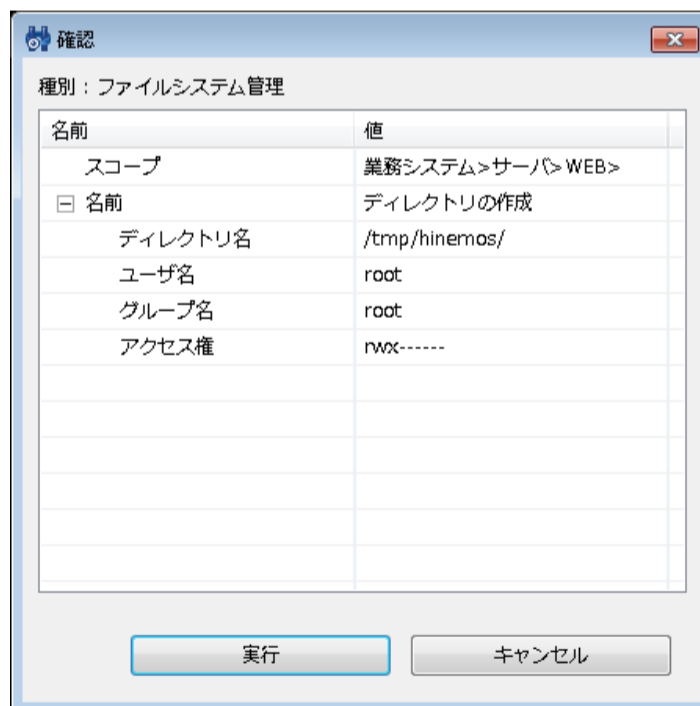 確認
種別：ファイルシステム管理
名前 値
スコープ 業務システム>サーバ>WEB>
名前 ディレクトリの作成
ディレクトリ名 /tmp/hinemos/
ユーザ名 root
グループ名 root
アクセス権 rwx------
実行 キャンセル